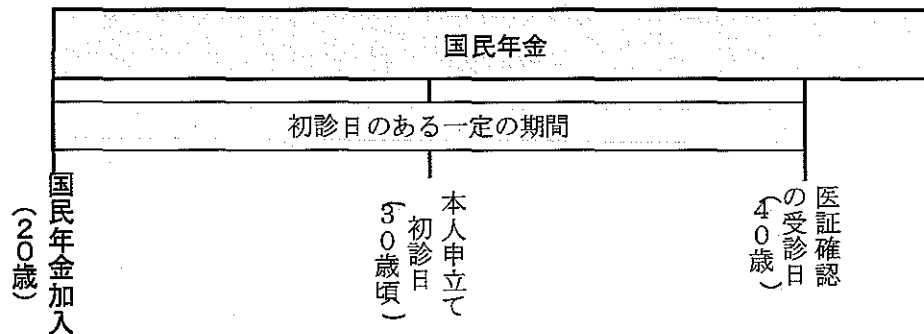 国民年金
初診日のある一定の期間
国民年金加入
（20歳）
本人申立て
初診日
（30歳頃）
医証確認
の受診日
（40歳）